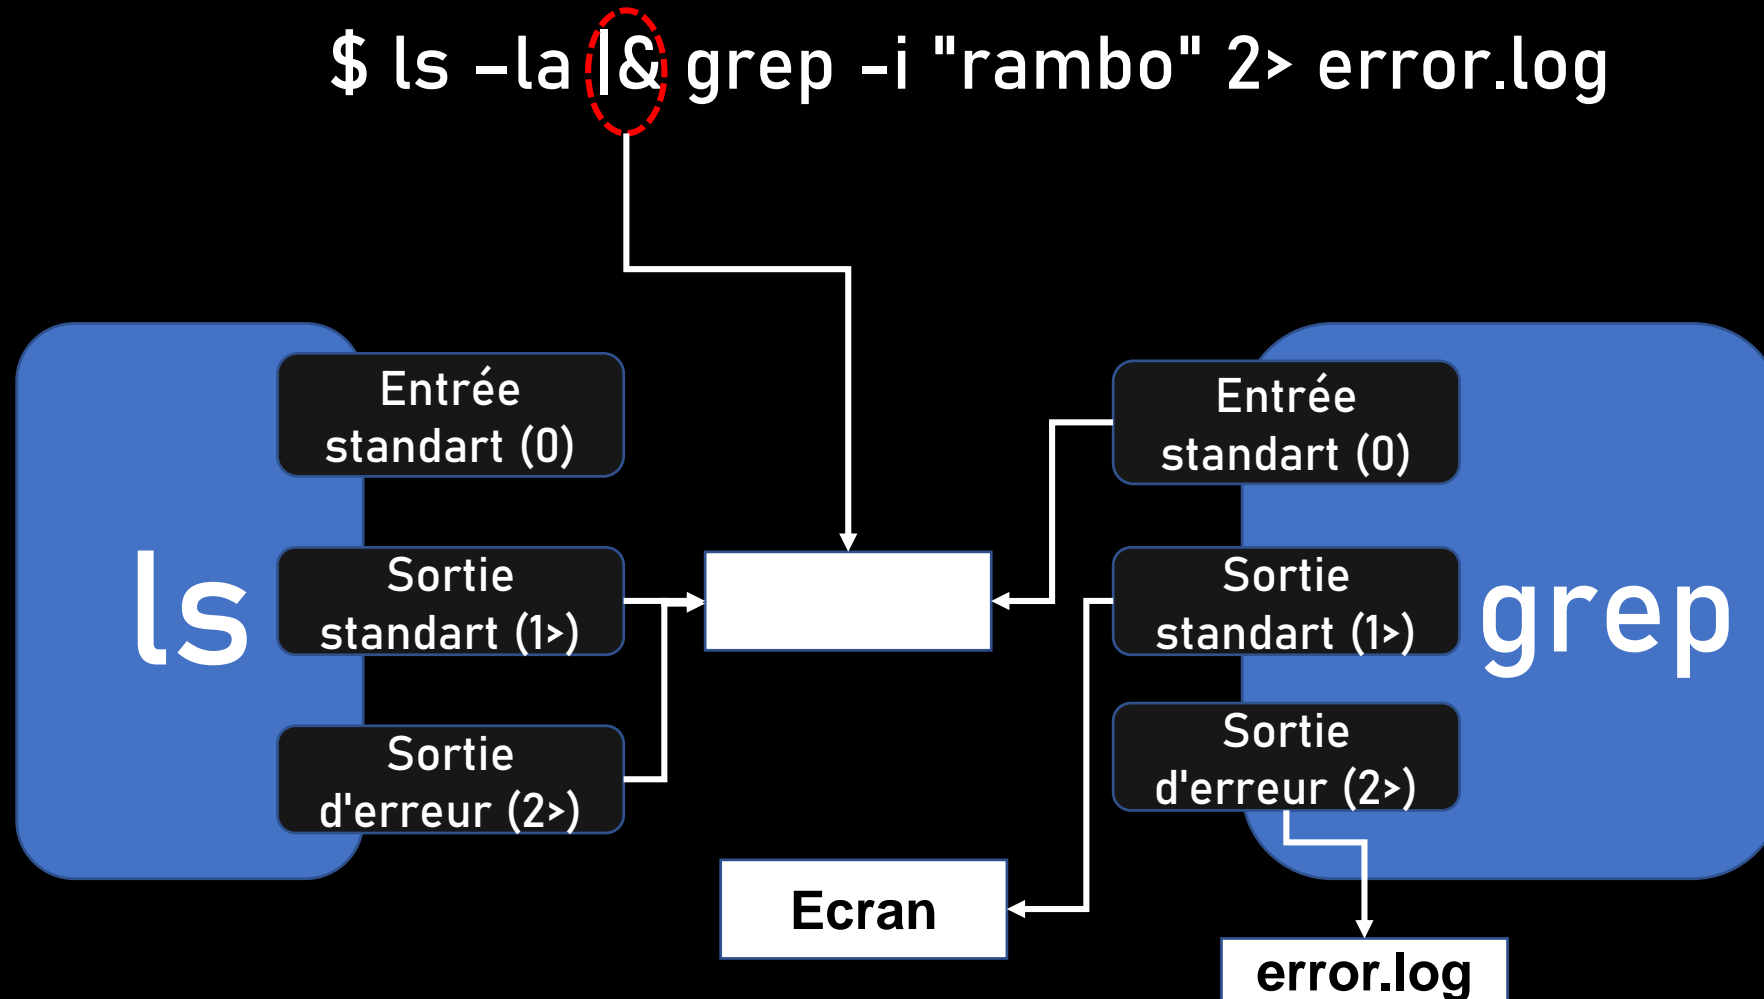 $ ls –la |& grep –i "rambo" 2> error.log
Entrée
standart (0)
Entrée
standart (0)
ls
Sortie
standart (1>)
Sortie
standart (1>)
grep
Sortie
d'erreur (2>)
Sortie
d'erreur (2>)
Ecran
error.log